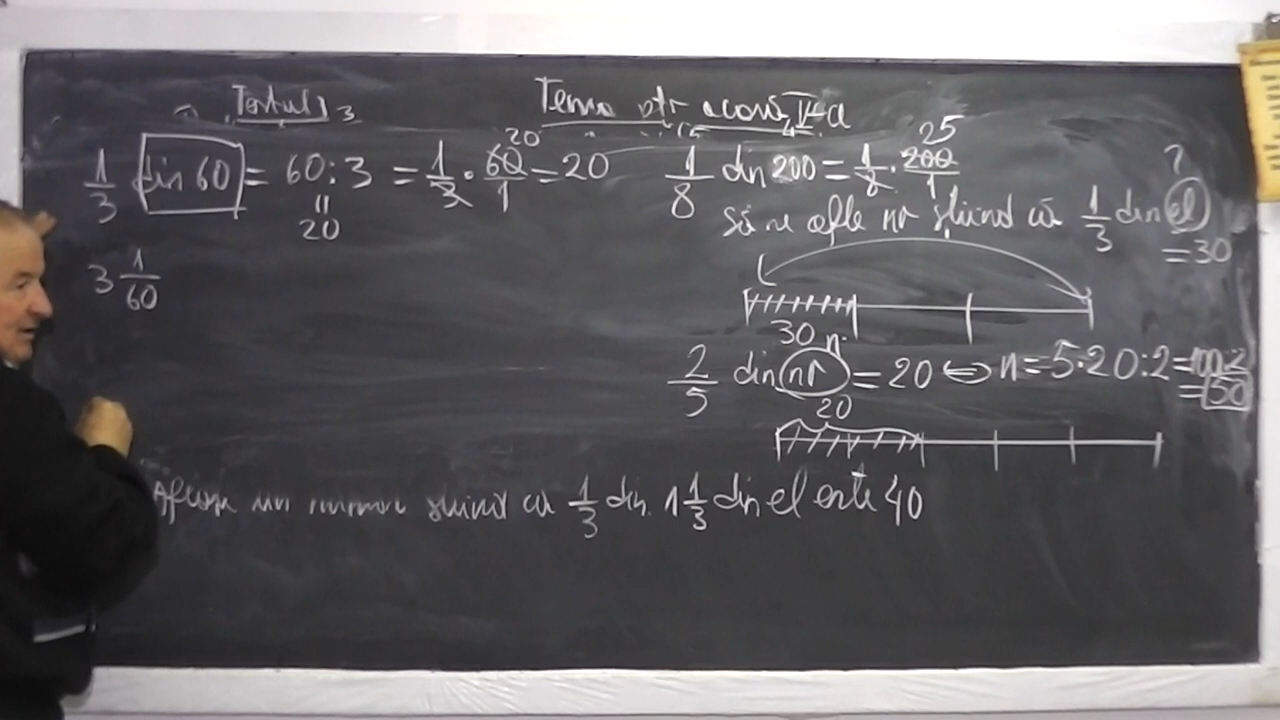 Testul 3
Tema ptr acasă V-a
1/3 din 60 = 60:3 = 1/3 · 60/1 = 20
20
20
3 1/60
1/8 din 200 = 1/8 · 200/1
25
Să se afle nr știind că 1/3 din el = 30
?
30
2/5 din nr = 20 ⇔ n = 5·20:2 = 100:2
= 50
n
20
Aflați un număr știind că 1/3 din 1 1/3 din el este 40